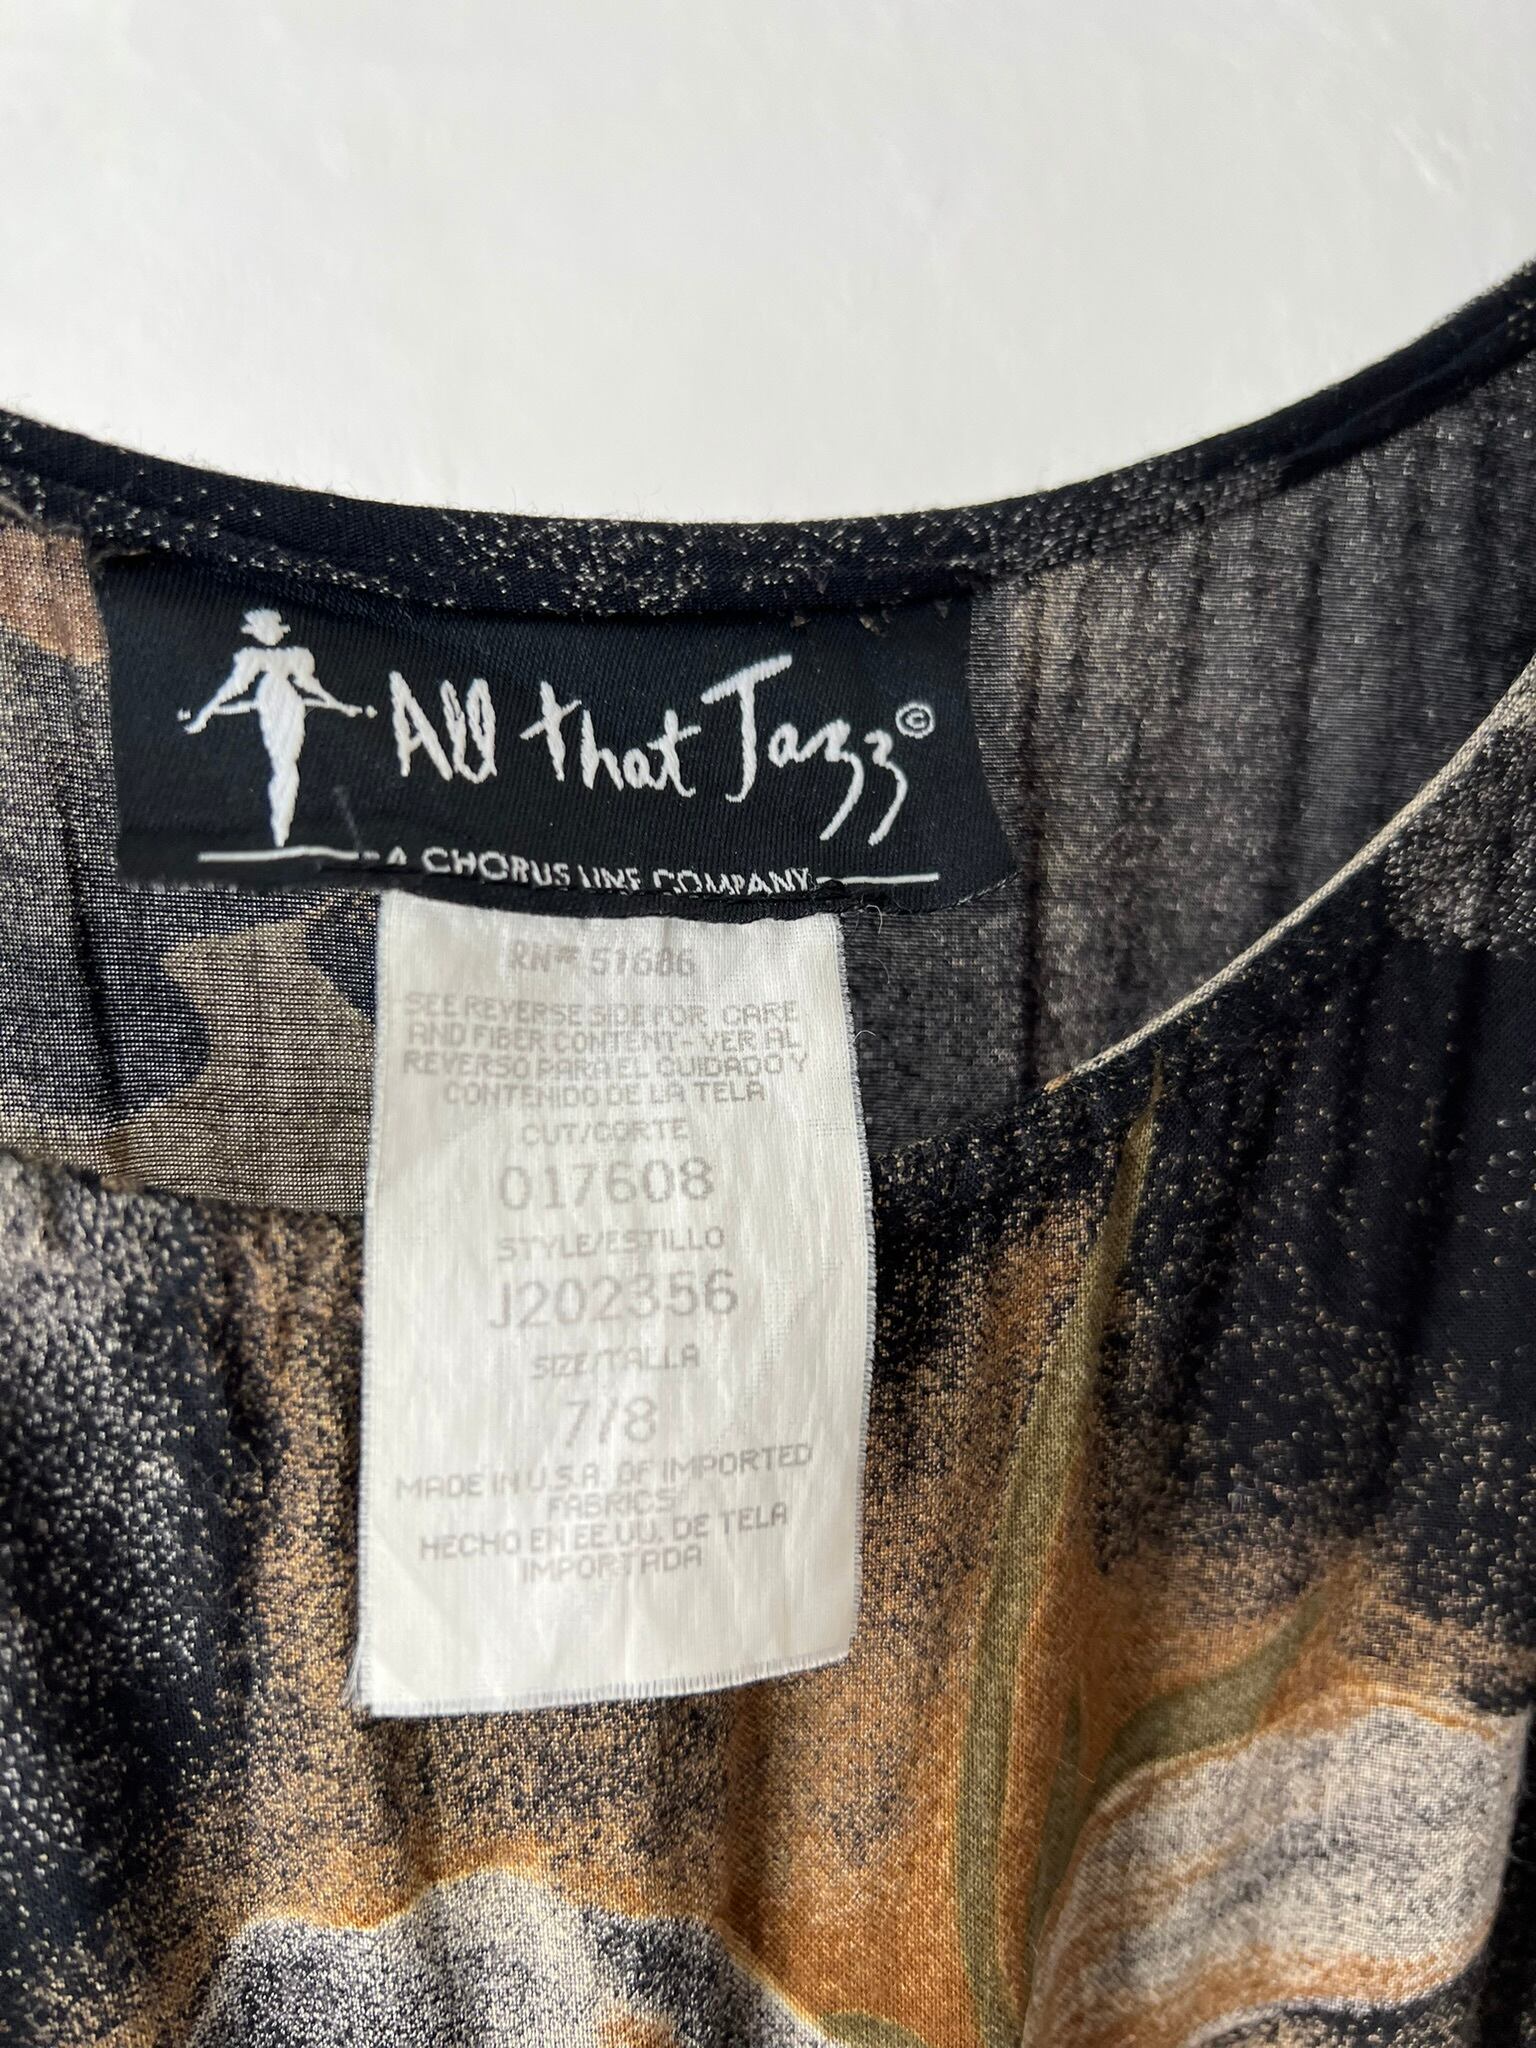 All that Jazz©
A CHORUS LINE COMPANY
RN# 51686
SEE REVERSE SIDE FOR CARE
AND FIBER CONTENT-VER AL
REVERSO PARA EL CUIDADO Y
CONTENIDO DE LA TELA
CUT/CORTE
017608
STYLE/ESTILLO
J202356
SIZE/TALLA
7/8
MADE IN U.S.A. OF IMPORTED
FABRICS
HECHO EN EE.UU. DE TELA
IMPORTADA